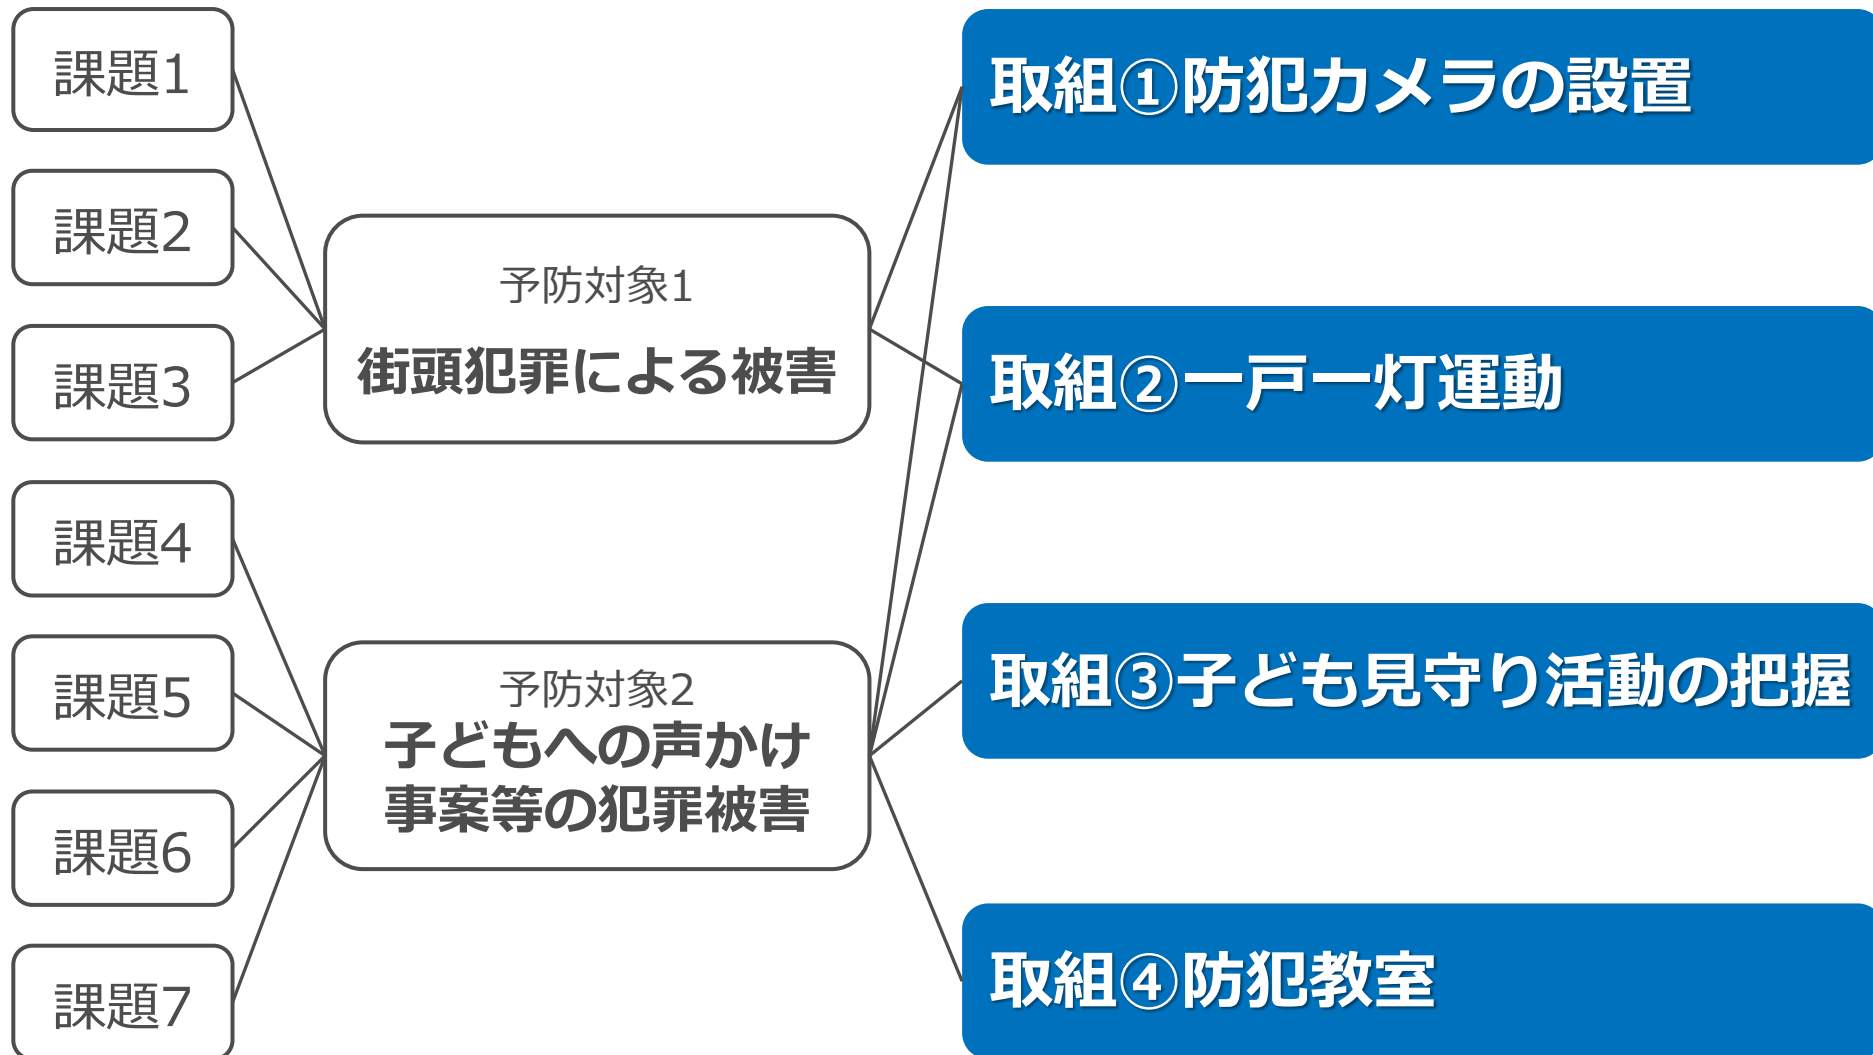 課題1
課題2
課題3
課題4
課題5
課題6
課題7
予防対象1
街頭犯罪による被害
予防対象2
子どもへの声かけ
事案等の犯罪被害
取組①防犯カメラの設置
取組②一戸一灯運動
取組③子ども見守り活動の把握
取組④防犯教室